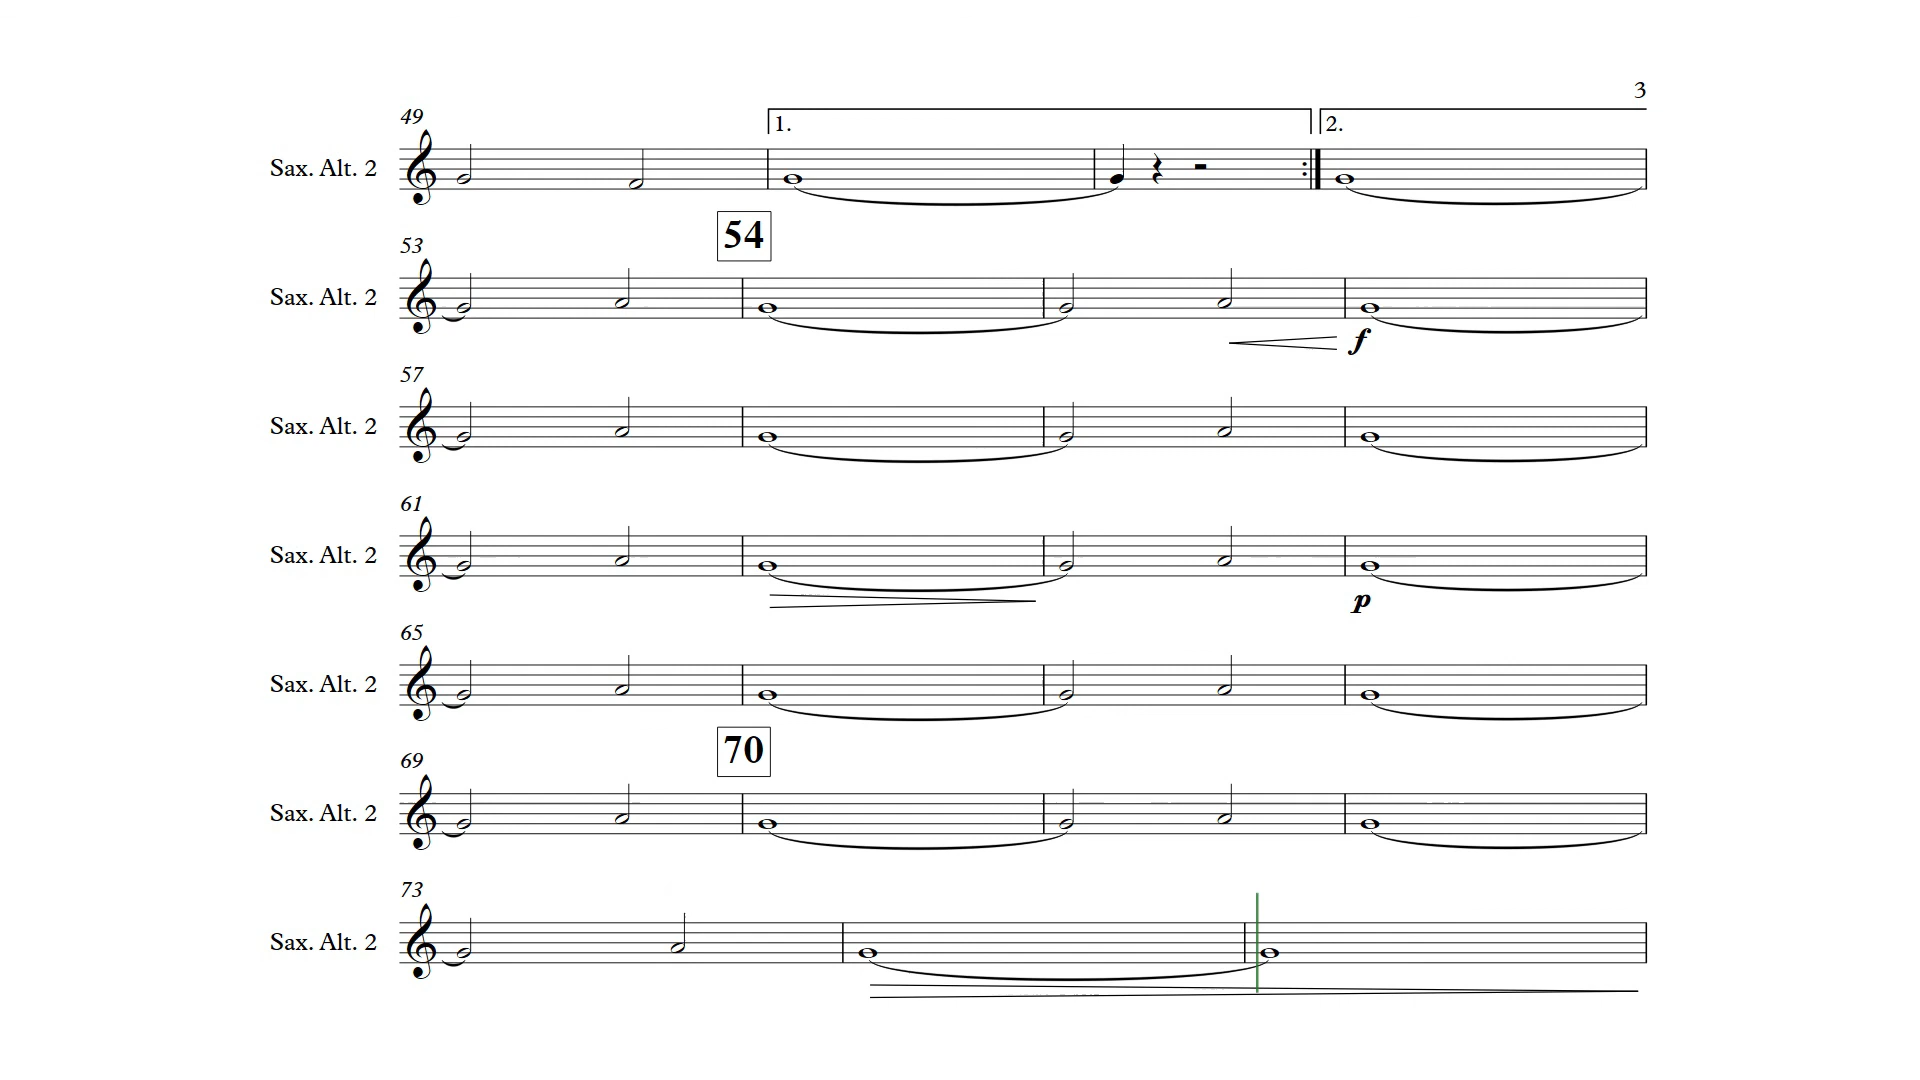 3
49
1. 2.
Sax. Alt. 2
54
53
Sax. Alt. 2
f
57
Sax. Alt. 2
61
Sax. Alt. 2
p
65
Sax. Alt. 2
70
69
Sax. Alt. 2
73
Sax. Alt. 2